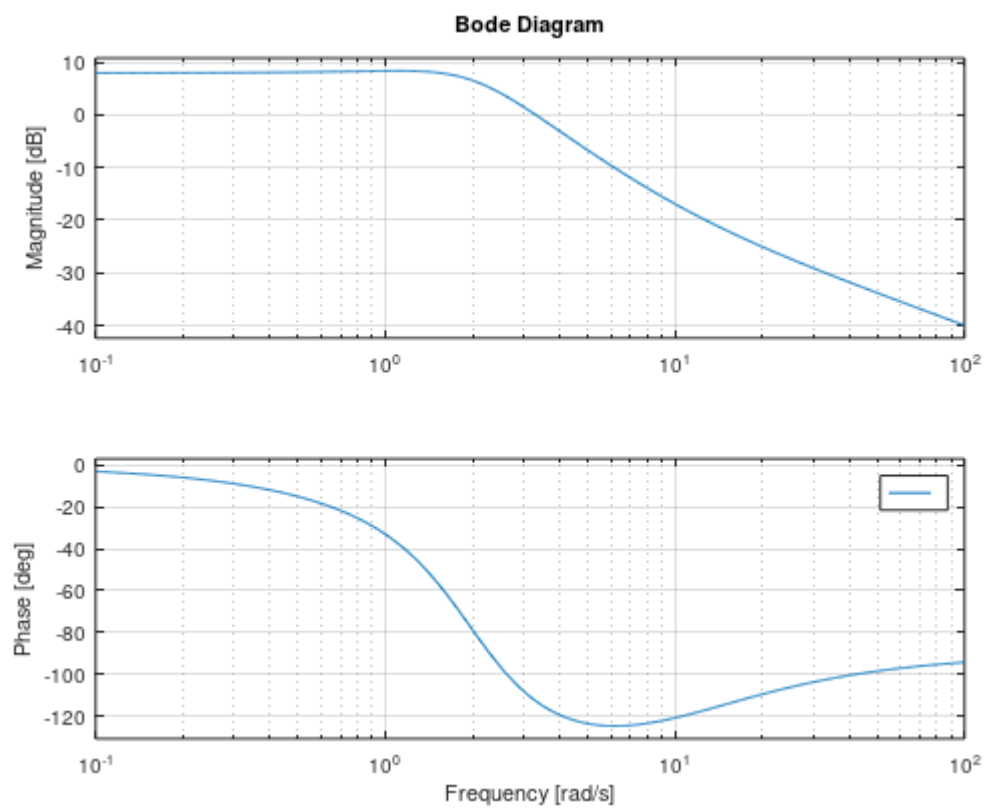 Bode Diagram
Magnitude [dB]
10
0
-10
-20
-30
-40
10-1 100 101 102
Phase [deg]
0
-20
-40
-60
-80
-100
-120
10-1 100 101 102
Frequency [rad/s]